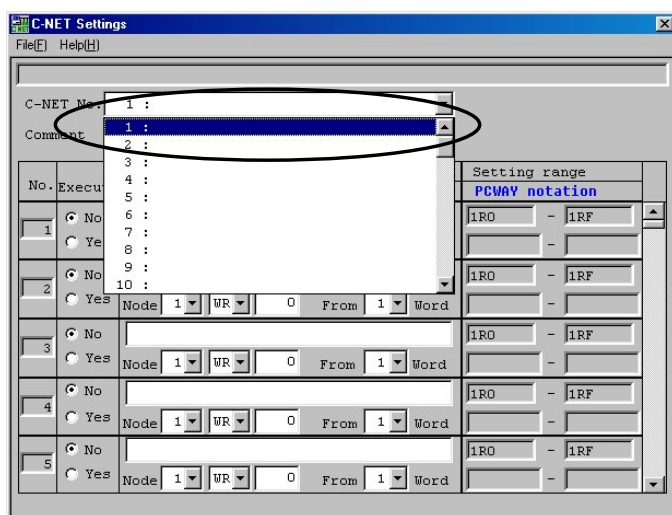 C-NET Settings
File(F) Help(H)
C-NET No. 1 :
Comment
1 :
2 :
3 :
4 :
5 :
6 :
7 :
8 :
9 :
10 :
No. Setting range
PCWAY notation
1 No 1R0 - 1RF
Yes -
2 No 1R0 - 1RF
Yes Node 1 WR 0 From 1 Word -
3 No 1R0 - 1RF
Yes Node 1 WR 0 From 1 Word -
4 No 1R0 - 1RF
Yes Node 1 WR 0 From 1 Word -
5 No 1R0 - 1RF
Yes Node 1 WR 0 From 1 Word -